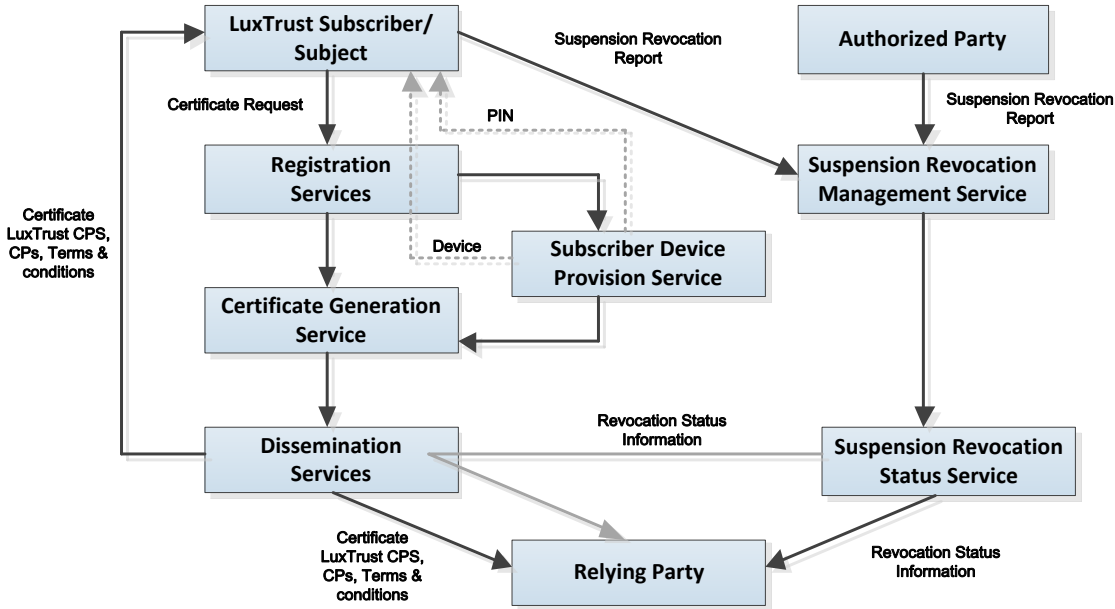 LuxTrust Subscriber/
Subject
Suspension Revocation
Report
Authorized Party
Certificate Request
PIN
Suspension Revocation
Report
Registration
Services
Suspension Revocation
Management Service
Certificate
LuxTrust CPS,
CPs, Terms &
conditions
Device
Subscriber Device
Provision Service
Certificate Generation
Service
Dissemination
Services
Revocation Status
Information
Suspension Revocation
Status Service
Certificate
LuxTrust CPS,
CPs, Terms &
conditions
Relying Party
Revocation Status
Information